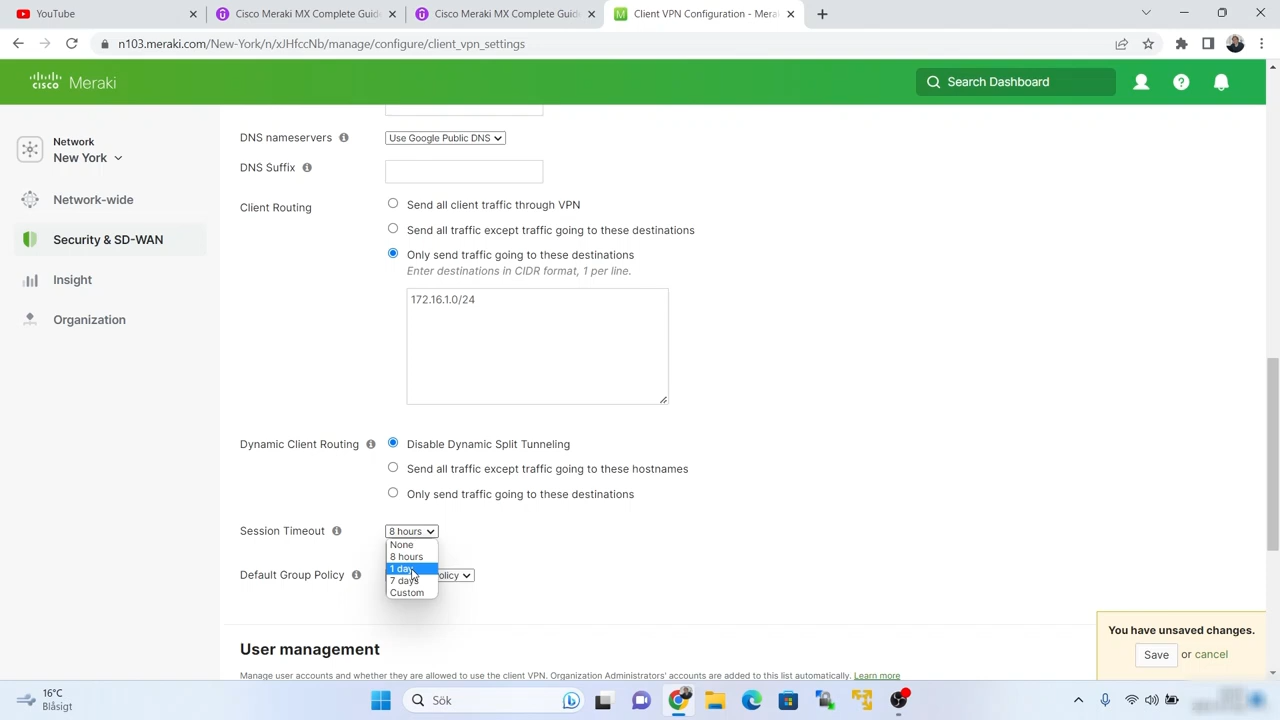 YouTube
Cisco Meraki MX Complete Guide
Cisco Meraki MX Complete Guide
Client VPN Configuration - Mera
n103.meraki.com/New-York/n/xJHfccNb/manage/configure/client_vpn_settings
CISCO Meraki
Search Dashboard
Network
New York
Network-wide
Security & SD-WAN
Insight
Organization
DNS nameservers
Use Google Public DNS
DNS Suffix
Client Routing
Send all client traffic through VPN
Send all traffic except traffic going to these destinations
Only send traffic going to these destinations
Enter destinations in CIDR format, 1 per line.
172.16.1.0/24
Dynamic Client Routing
Disable Dynamic Split Tunneling
Send all traffic except traffic going to these hostnames
Only send traffic going to these destinations
Session Timeout
8 hours
None
8 hours
1 day
7 days
Custom
Default Group Policy
olicy
User management
Manage user accounts and whether they are allowed to use the client VPN. Organization Administrators' accounts are added to this list automatically. Learn more
You have unsaved changes.
Save or cancel
16°C
Blåsigt
Sök